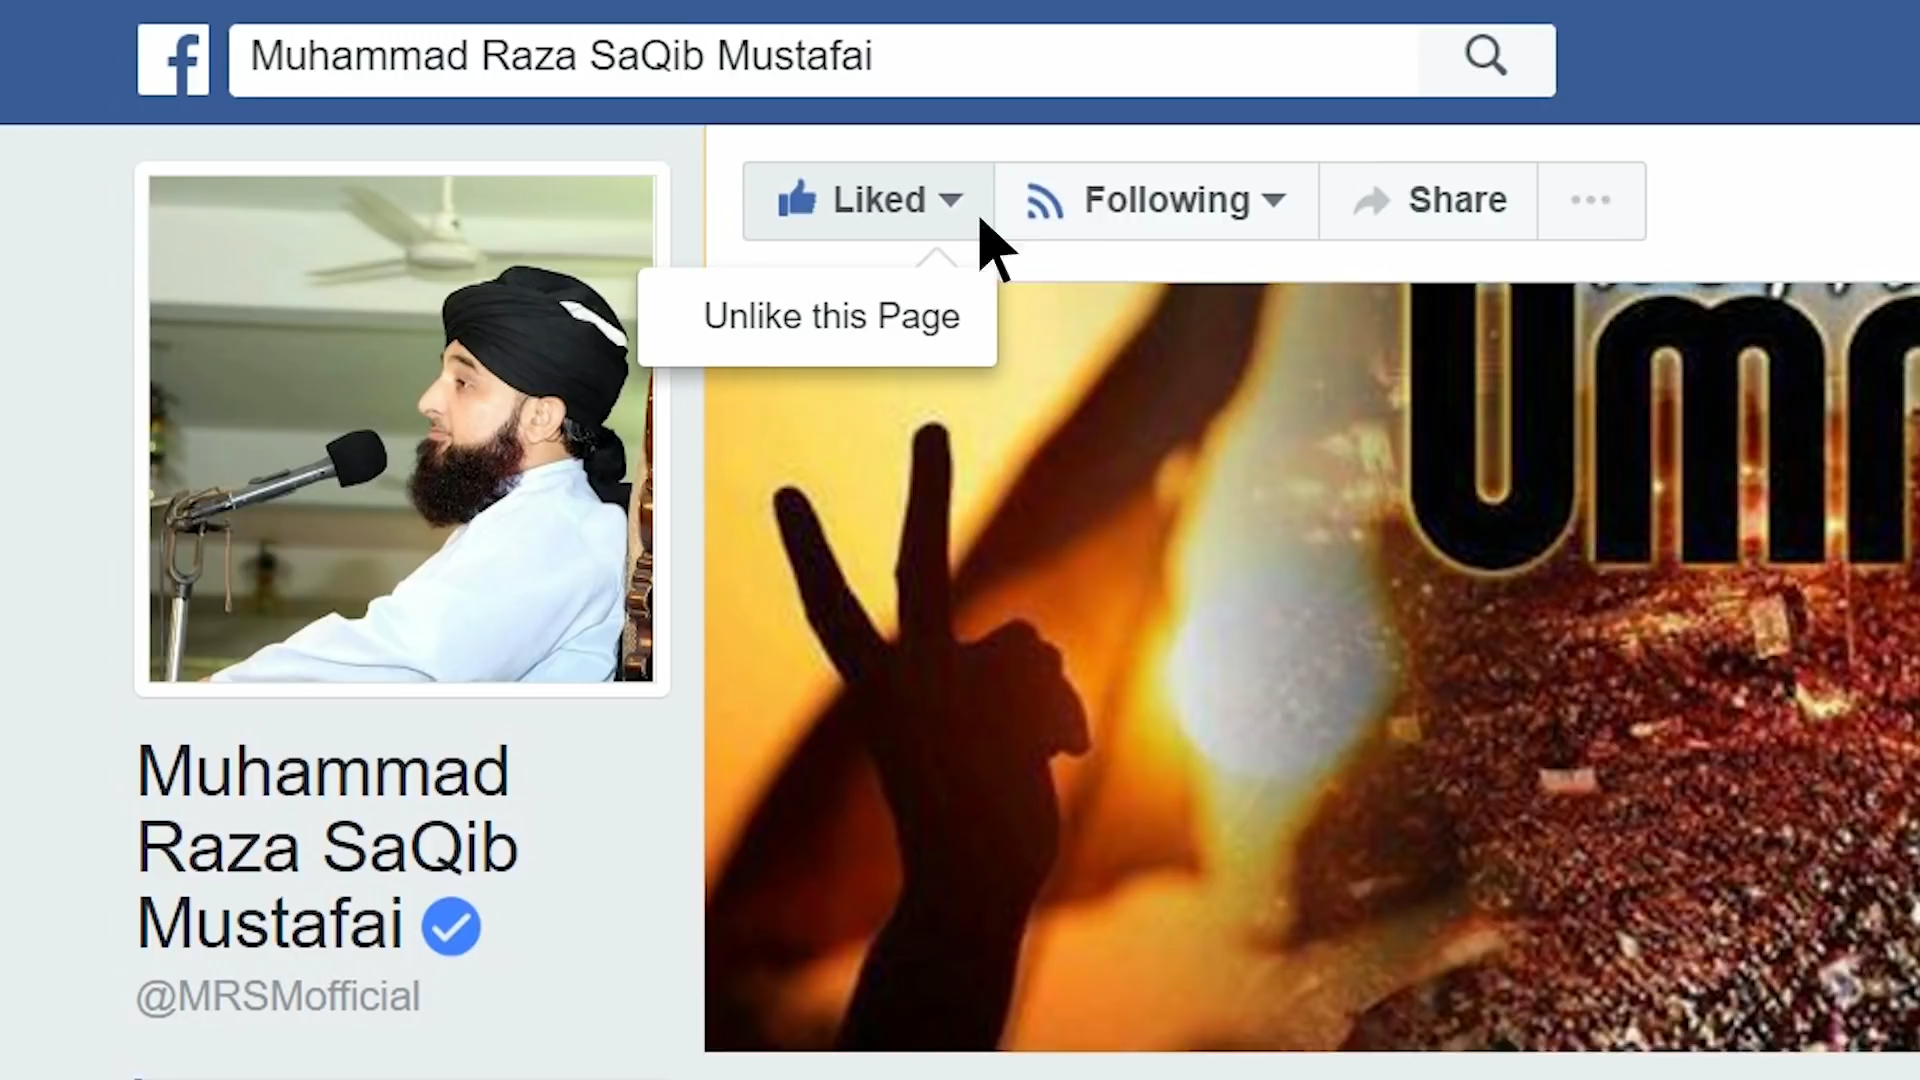 Muhammad Raza SaQib Mustafai
Liked
Following
Share
Unlike this Page
Muhammad
Raza SaQib
Mustafai
@MRSMofficial